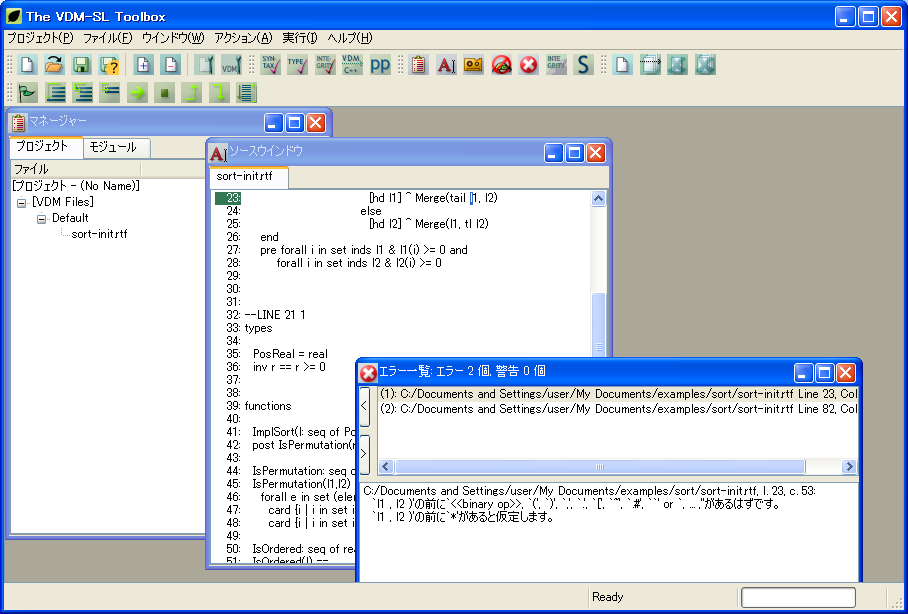 The VDM-SL Toolbox
プロジェクト(P) ファイル(F) ウインドウ(W) アクション(A) 実行(I) ヘルプ(H)
SYN TAX TYPE INTE GRITY VDM C++ PP INTE GRITY S
マネージャー
プロジェクト モジュール
ファイル
[プロジェクト - (No Name)]
[VDM Files]
Default
sort-init.rtf
ソースウインドウ
sort-init.rtf
23: [hd l1] ^ Merge(tail l1, l2)
24: else
25: [hd l2] ^ Merge(l1, tl l2)
26: end
27: pre forall i in set inds l1 & l1(i) >= 0 and
28: forall i in set inds l2 & l2(i) >= 0
29:
30:
31:
32: --LINE 21 1
33: types
34:
35: PosReal = real
36: inv r == r >= 0
37:
38:
39: functions
40:
41: ImplSort(l: seq of Po
42: post IsPermutation(r
43:
44: IsPermutation: seq o
45: IsPermutation(l1,l2)
46: forall e in set (elem
47: card {i | i in set i
48: card {i | i in set i
49:
50: IsOrdered: seq of rea
51: IsOrdered(l) ==
エラー一覧: エラー 2 個, 警告 0 個
(1): C:/Documents and Settings/user/My Documents/examples/sort/sort-init.rtf Line 23, Col
(2): C:/Documents and Settings/user/My Documents/examples/sort/sort-init.rtf Line 82, Col
C:/Documents and Settings/user/My Documents/examples/sort/sort-init.rtf, l. 23, c. 53:
`l1 , l2 )'の前に`<<binary op>>, `(', `)', `,', `.', `[', `^', `.#', `` or `, ... ,''があるはずです。
`l1 , l2 )'の前に`*'があると仮定します。
Ready